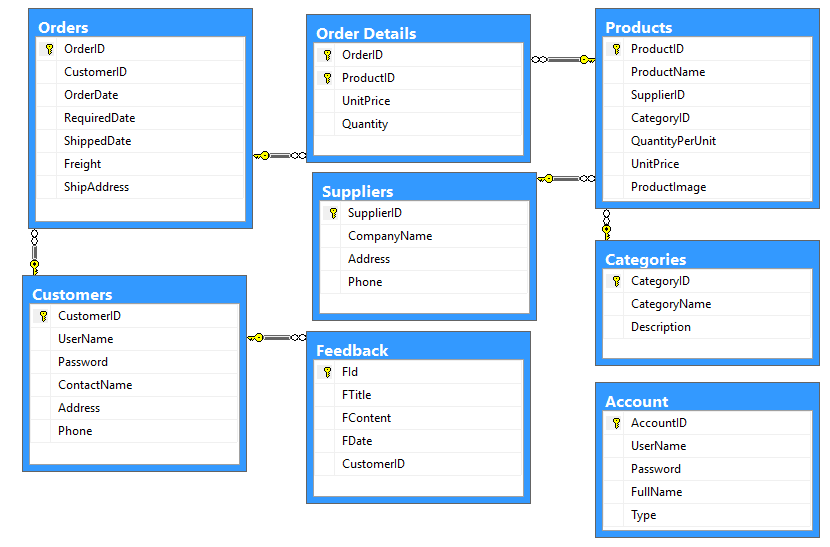 Orders
OrderID
CustomerID
OrderDate
RequiredDate
ShippedDate
Freight
ShipAddress
Order Details
OrderID
ProductID
UnitPrice
Quantity
Products
ProductID
ProductName
SupplierID
CategoryID
QuantityPerUnit
UnitPrice
ProductImage
Suppliers
SupplierID
CompanyName
Address
Phone
Categories
CategoryID
CategoryName
Description
Customers
CustomerID
UserName
Password
ContactName
Address
Phone
Feedback
FId
FTitle
FContent
FDate
CustomerID
Account
AccountID
UserName
Password
FullName
Type